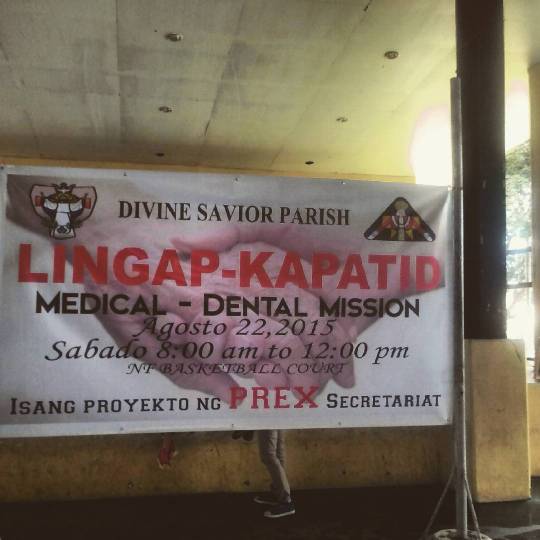 DIVINE SAVIOR PARISH
LINGAP-KAPATID
MEDICAL - DENTAL MISSION
Agosto 22,2015
Sabado 8:00 am to 12:00 pm
NF BASKETBALL COURT
ISANG PROYEKTO NG PREX SECRETARIAT